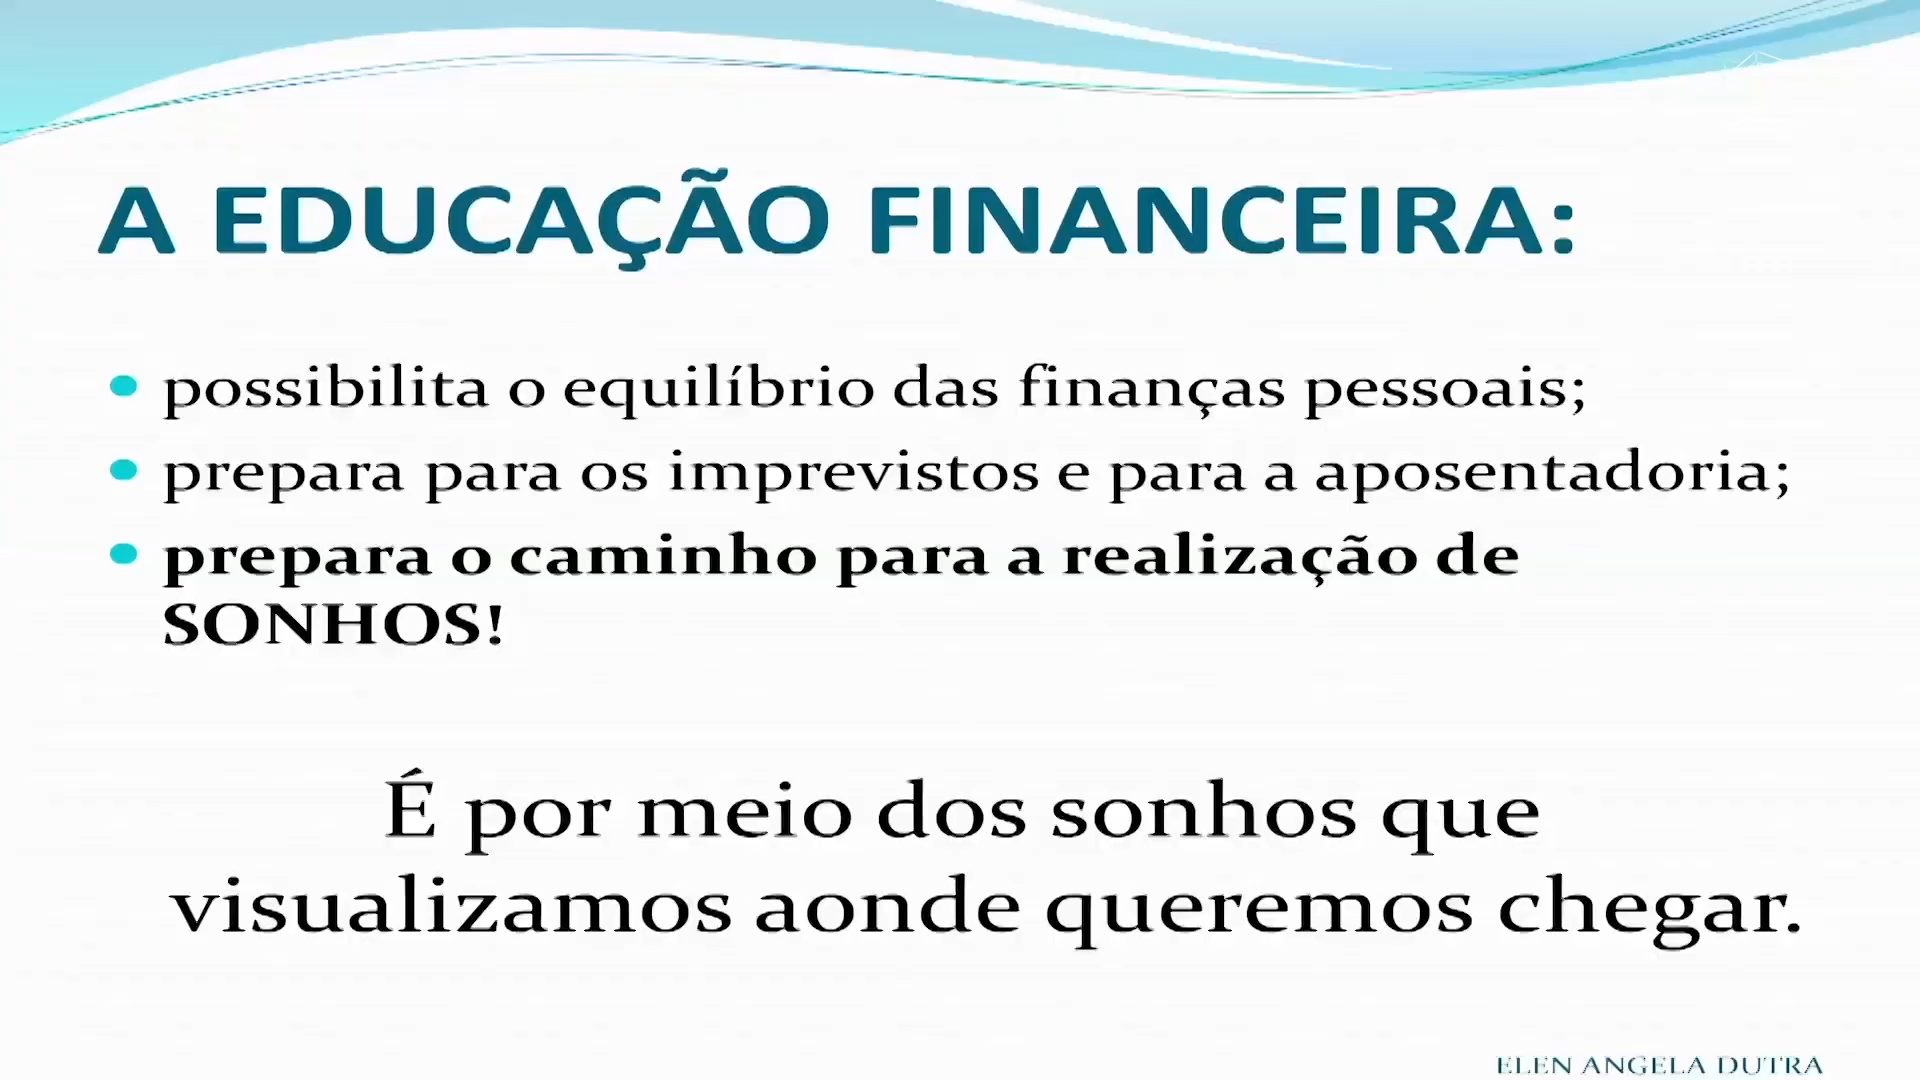 A EDUCAÇÃO FINANCEIRA:
• possibilita o equilíbrio das finanças pessoais;
• prepara para os imprevistos e para a aposentadoria;
• prepara o caminho para a realização de
SONHOS!
É por meio dos sonhos que
visualizamos aonde queremos chegar.
ELEN ANGELA DUTRA